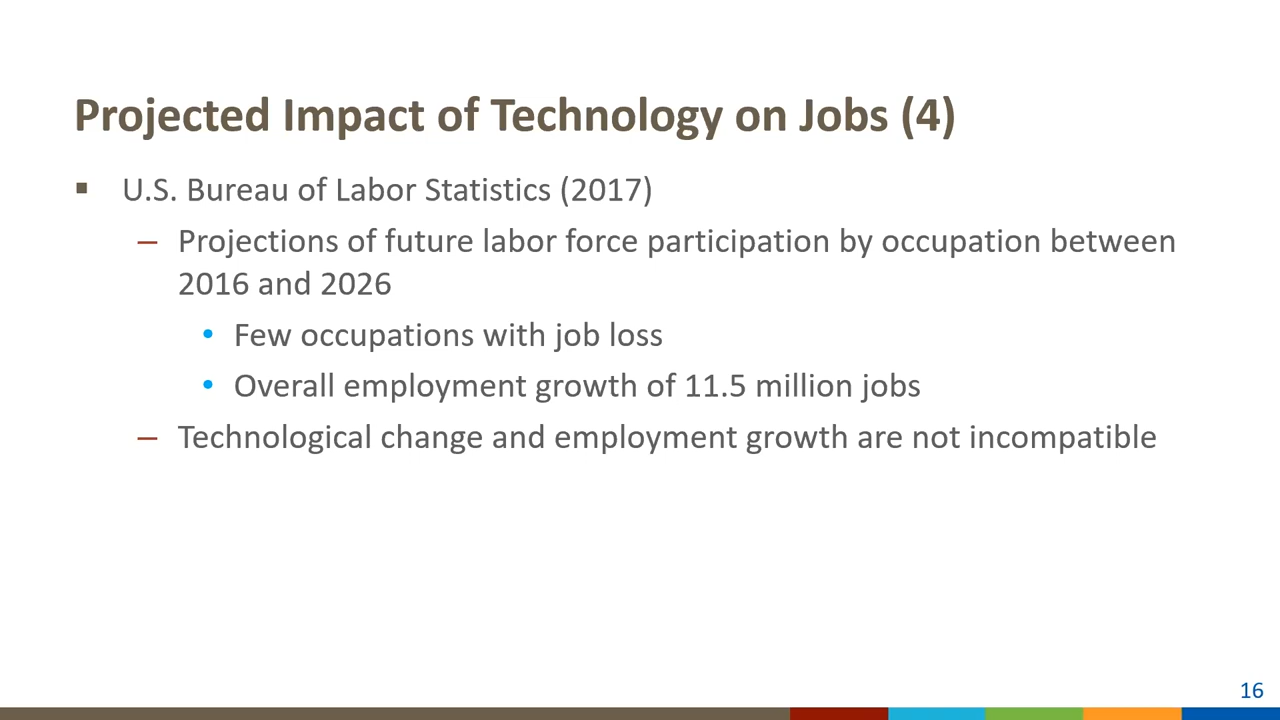 Projected Impact of Technology on Jobs (4)
▪ U.S. Bureau of Labor Statistics (2017)
– Projections of future labor force participation by occupation between
2016 and 2026
• Few occupations with job loss
• Overall employment growth of 11.5 million jobs
– Technological change and employment growth are not incompatible
16